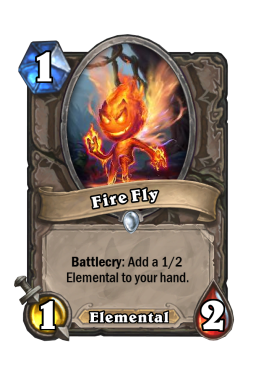 1
Fire Fly
Battlecry: Add a 1/2
Elemental to your hand.
1
Elemental
2